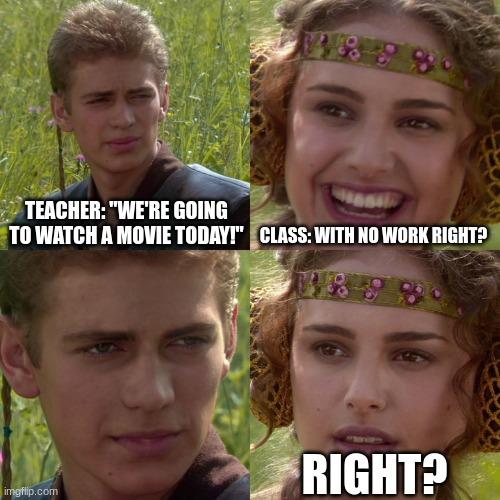 TEACHER: "WE'RE GOING
TO WATCH A MOVIE TODAY!"
CLASS: WITH NO WORK RIGHT?
RIGHT?
imgflip.com